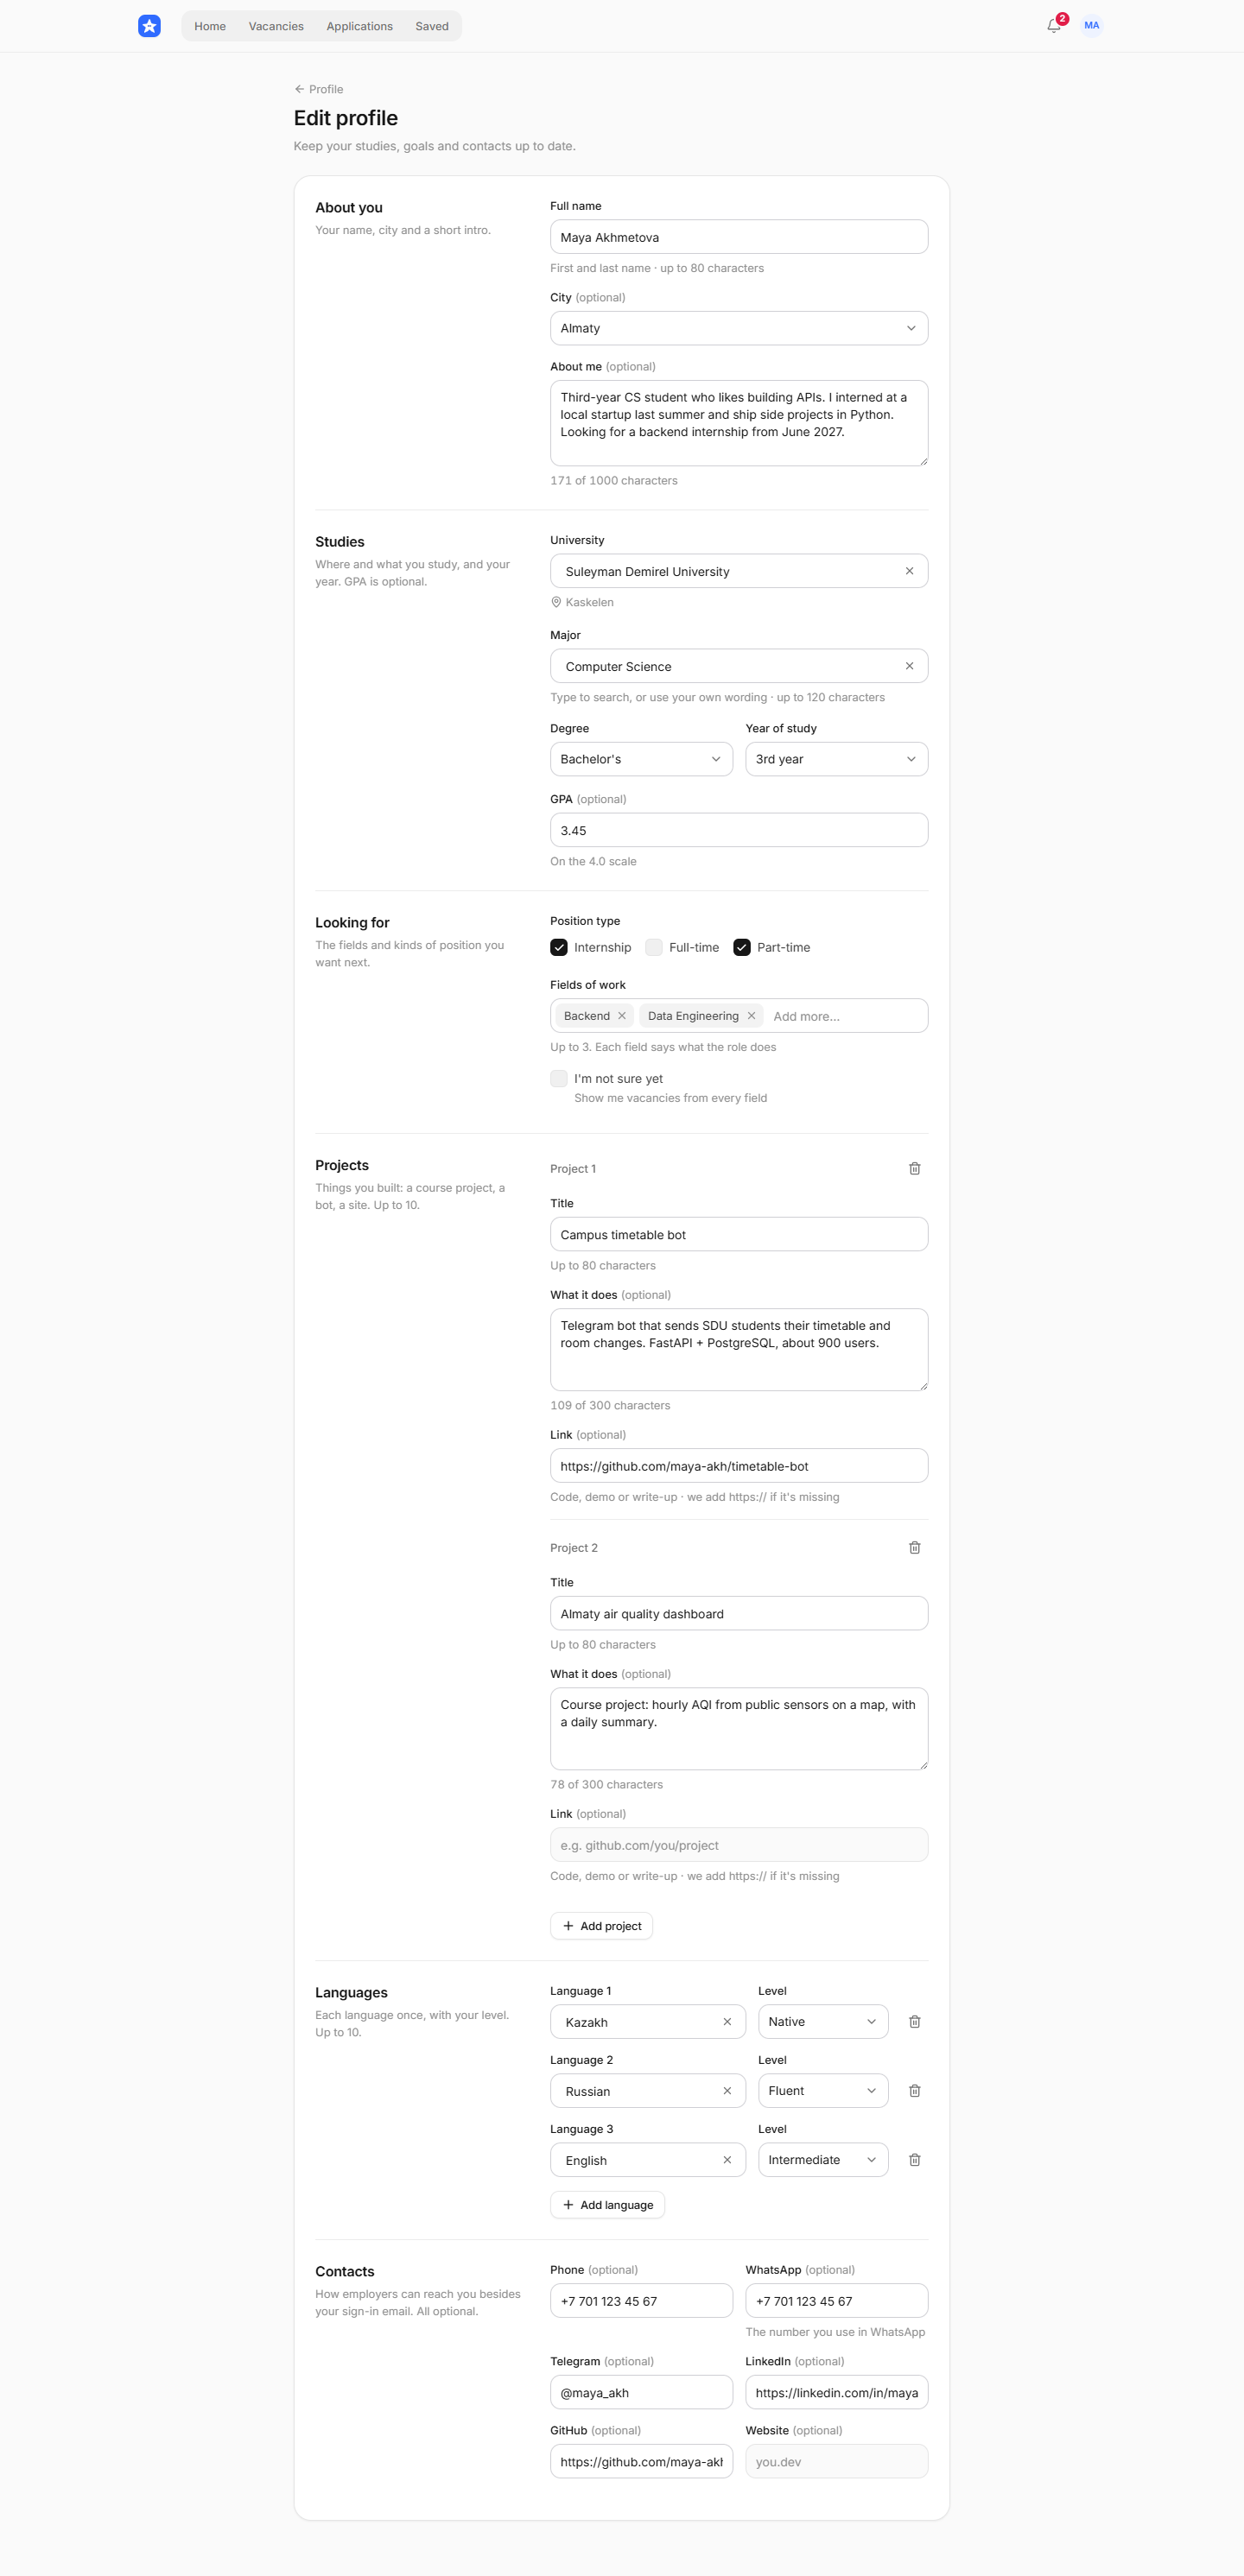 Home
Vacancies
Applications
Saved
2
MA
Profile
Edit profile
Keep your studies, goals and contacts up to date.
About you
Your name, city and a short intro.
Full name
Maya Akhmetova
First and last name · up to 80 characters
City (optional)
Almaty
About me (optional)
Third-year CS student who likes building APIs. I interned at a
local startup last summer and ship side projects in Python.
Looking for a backend internship from June 2027.
171 of 1000 characters
Studies
Where and what you study, and your
year. GPA is optional.
University
Suleyman Demirel University
Kaskelen
Major
Computer Science
Type to search, or use your own wording · up to 120 characters
Degree
Year of study
Bachelor's
3rd year
GPA (optional)
3.45
On the 4.0 scale
Looking for
The fields and kinds of position you
want next.
Position type
Internship
Full-time
Part-time
Fields of work
Backend
Data Engineering
Add more...
Up to 3. Each field says what the role does
I'm not sure yet
Show me vacancies from every field
Projects
Things you built: a course project, a
bot, a site. Up to 10.
Project 1
Title
Campus timetable bot
Up to 80 characters
What it does (optional)
Telegram bot that sends SDU students their timetable and
room changes. FastAPI + PostgreSQL, about 900 users.
109 of 300 characters
Link (optional)
https://github.com/maya-akh/timetable-bot
Code, demo or write-up · we add https:// if it's missing
Project 2
Title
Almaty air quality dashboard
Up to 80 characters
What it does (optional)
Course project: hourly AQI from public sensors on a map, with
a daily summary.
78 of 300 characters
Link (optional)
e.g. github.com/you/project
Code, demo or write-up · we add https:// if it's missing
Add project
Languages
Each language once, with your level.
Up to 10.
Language 1
Level
Kazakh
Native
Language 2
Level
Russian
Fluent
Language 3
Level
English
Intermediate
Add language
Contacts
How employers can reach you besides
your sign-in email. All optional.
Phone (optional)
WhatsApp (optional)
+7 701 123 45 67
+7 701 123 45 67
The number you use in WhatsApp
Telegram (optional)
LinkedIn (optional)
@maya_akh
https://linkedin.com/in/maya
GitHub (optional)
Website (optional)
https://github.com/maya-akh
you.dev